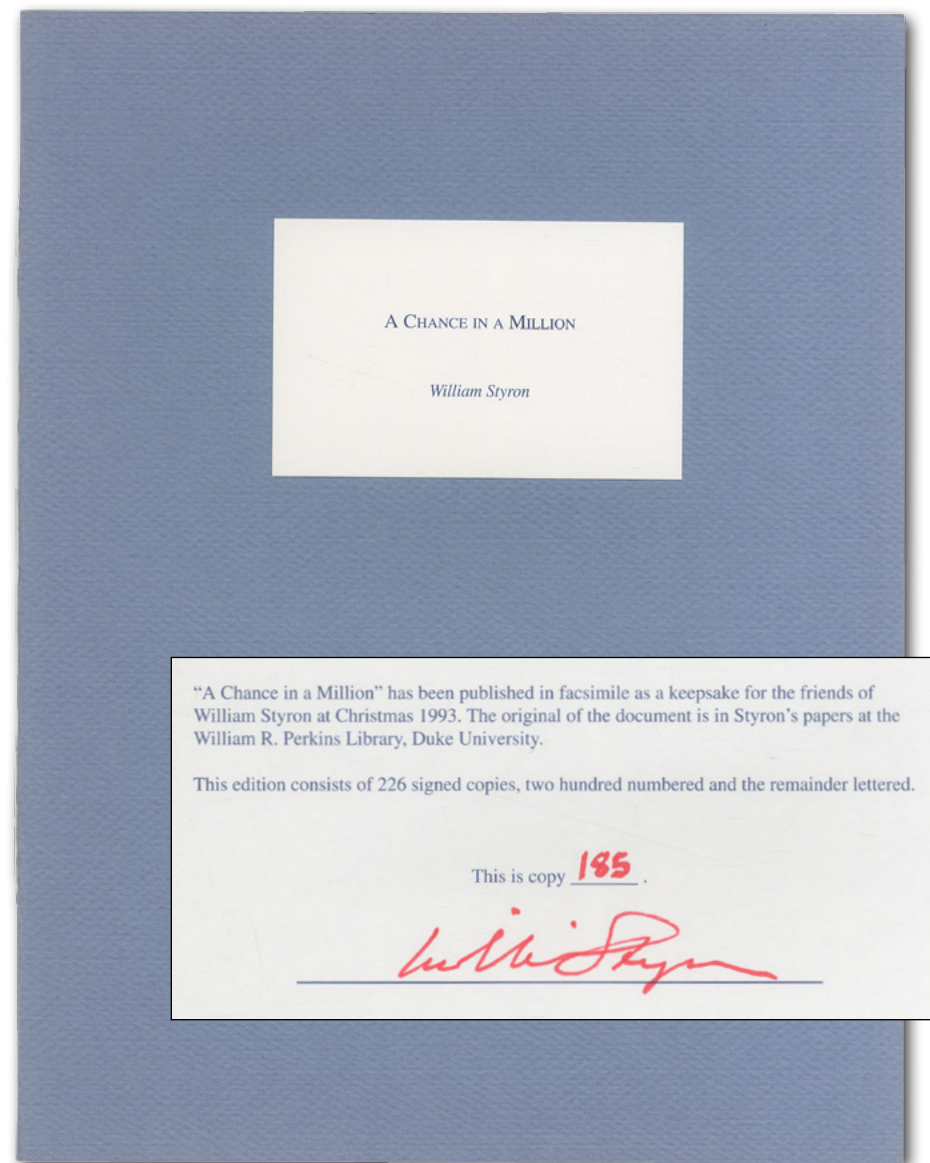 A CHANCE IN A MILLION
William Styron
“A Chance in a Million” has been published in facsimile as a keepsake for the friends of
William Styron at Christmas 1993. The original of the document is in Styron’s papers at the
William R. Perkins Library, Duke University.
This edition consists of 226 signed copies, two hundred numbered and the remainder lettered.
This is copy 185 .
William Styron